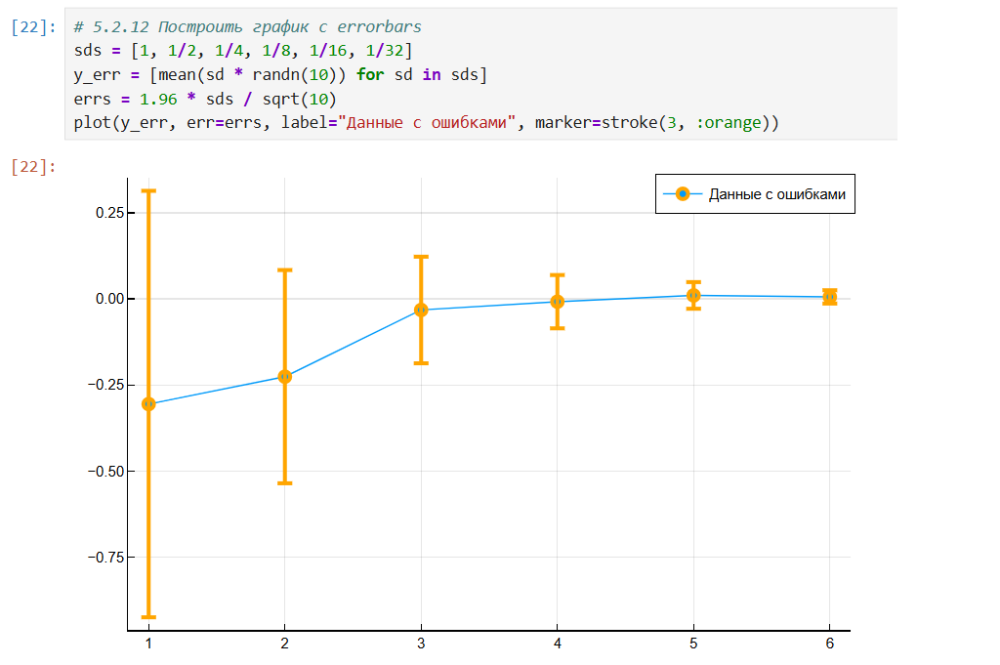 [22]: # 5.2.12 Построить график с errorbars
sds = [1, 1/2, 1/4, 1/8, 1/16, 1/32]
y_err = [mean(sd * randn(10)) for sd in sds]
errs = 1.96 * sds / sqrt(10)
plot(y_err, err=errs, label="Данные с ошибками", marker=stroke(3, :orange))
[22]:
Данные с ошибками
0.25
0.00
−0.25
−0.50
−0.75
1 2 3 4 5 6